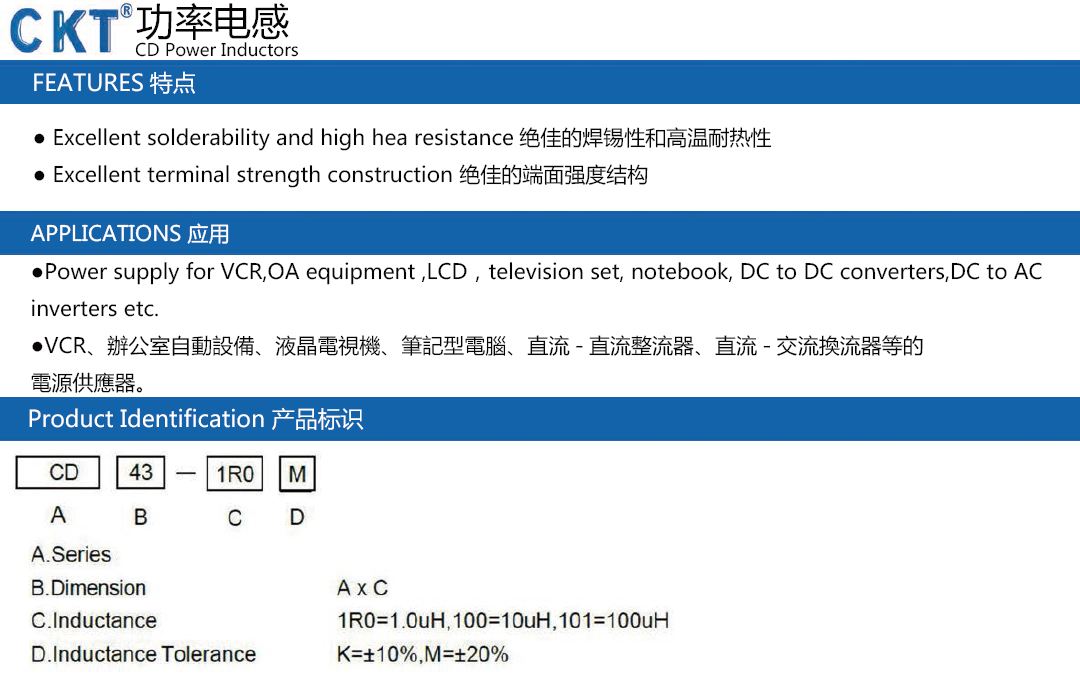 CKT® 功率电感
CD Power Inductors
FEATURES 特点
● Excellent solderability and high hea resistance 绝佳的焊锡性和高温耐热性
● Excellent terminal strength construction 绝佳的端面强度结构
APPLICATIONS 应用
●Power supply for VCR,OA equipment ,LCD , television set, notebook, DC to DC converters,DC to AC
inverters etc.
●VCR、辦公室自動設備、液晶電視機、筆記型電腦、直流－直流整流器、直流－交流換流器等的
電源供應器。
Product Identification 产品标识
CD 43 — 1R0 M
A B C D
A.Series
B.Dimension A x C
C.Inductance 1R0=1.0uH,100=10uH,101=100uH
D.Inductance Tolerance K=±10%,M=±20%